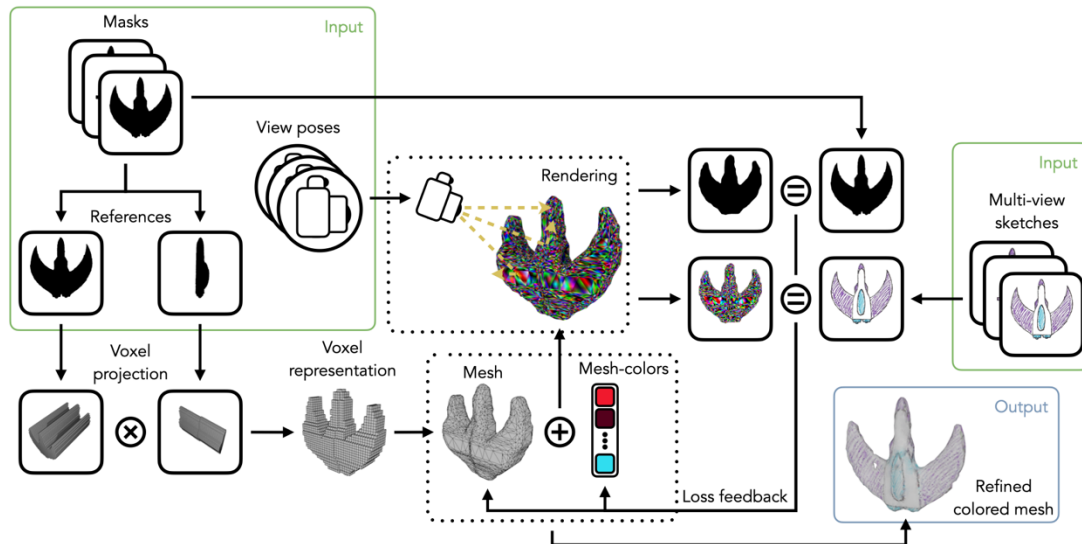 Masks
Input
View poses
References
Rendering
Input
Multi-view
sketches
Voxel
projection
Voxel
representation
Mesh
Mesh-colors
Loss feedback
Output
Refined
colored mesh